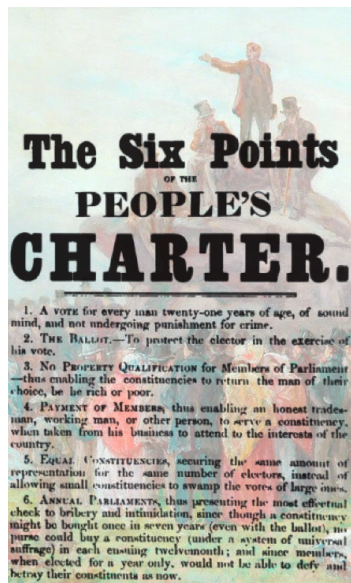 The Six Points
OF THE
PEOPLE'S
CHARTER.
1. A VOTE for every man twenty-one years of age, of sound
mind, and not undergoing punishment for crime.
2. THE BALLOT.—To protect the elector in the exercise of
his vote.
3. NO PROPERTY QUALIFICATION for Members of Parliament
—thus enabling the constituencies to return the man of their
choice, be he rich or poor.
4. PAYMENT OF MEMBERS, thus enabling an honest trades-
man, working man, or other person, to serve a constituency,
when taken from his business to attend to the interests of the
country.
5. EQUAL CONSTITUENCIES, securing the same amount of
representation for the same number of electors, instead of
allowing small constituencies to swamp the votes of large ones.
6. ANNUAL PARLIAMENTS, thus presenting the most effectual
check to bribery and intimidation, since though a constituency
might be bought once in seven years (even with the ballot), no
purse could buy a constituency (under a system of universal
suffrage) in each ensuing twelvemonth; and since members,
when elected for a year only, would not be able to defy and
betray their constituents as now.